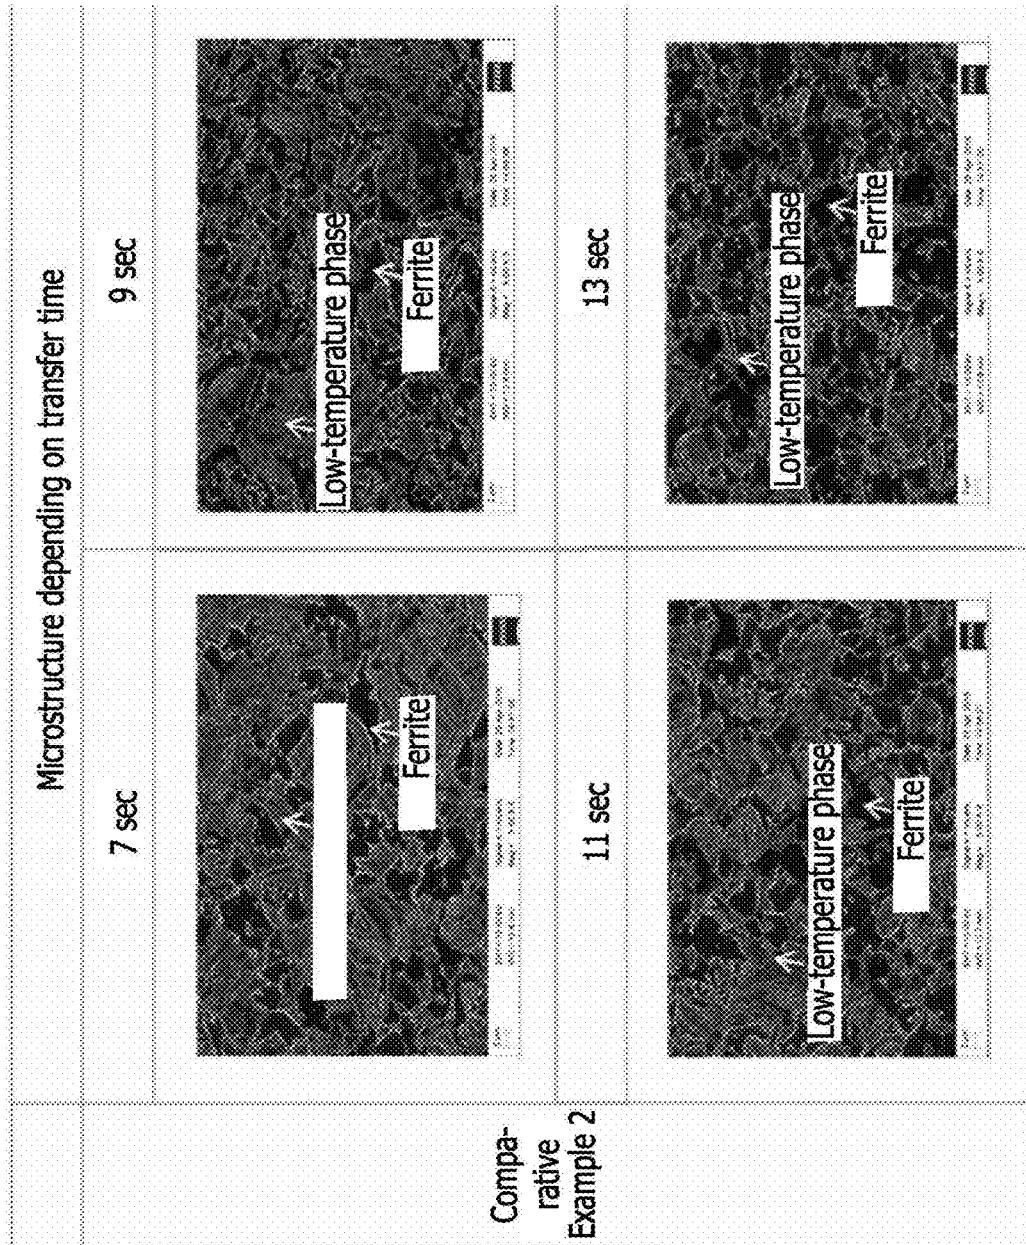 Microstructure depending on transfer time
7 sec
9 sec
Compa-
rative
Example 2
Ferrite
Low-temperature phase
Ferrite
11 sec
13 sec
Low-temperature phase
Ferrite
Low-temperature phase
Ferrite